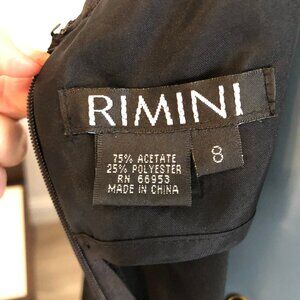 RIMINI
75% ACETATE
25% POLYESTER
RN 66953
MADE IN CHINA
8